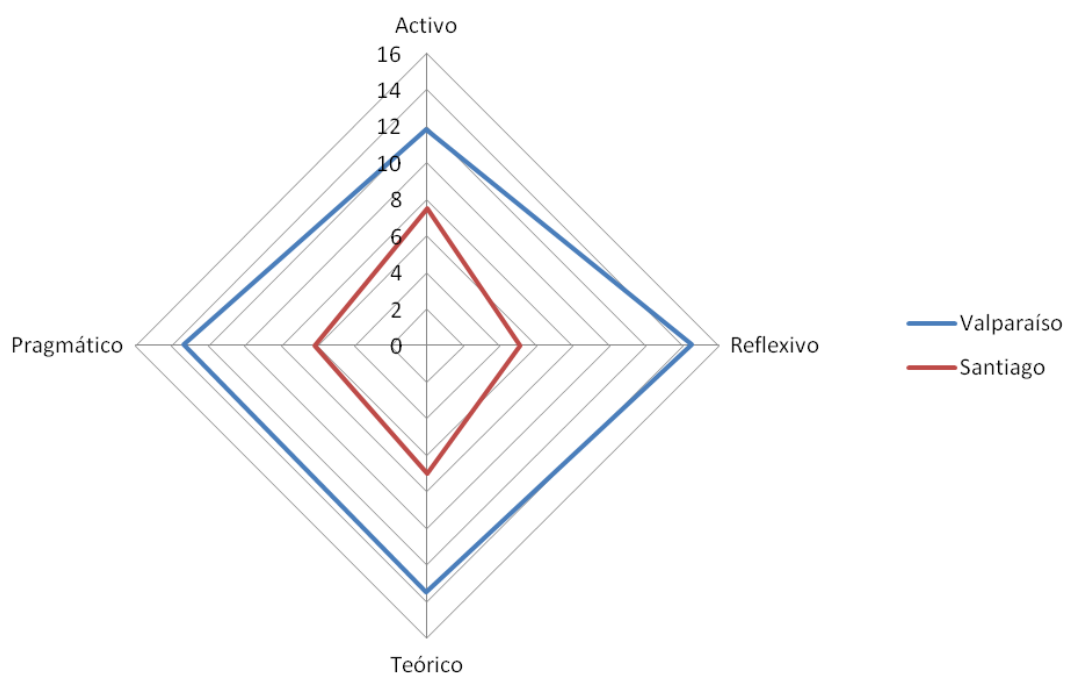 Activo
16
14
12
10
8
6
4
2
0
Pragmático
Reflexivo
Teórico
Valparaíso
Santiago